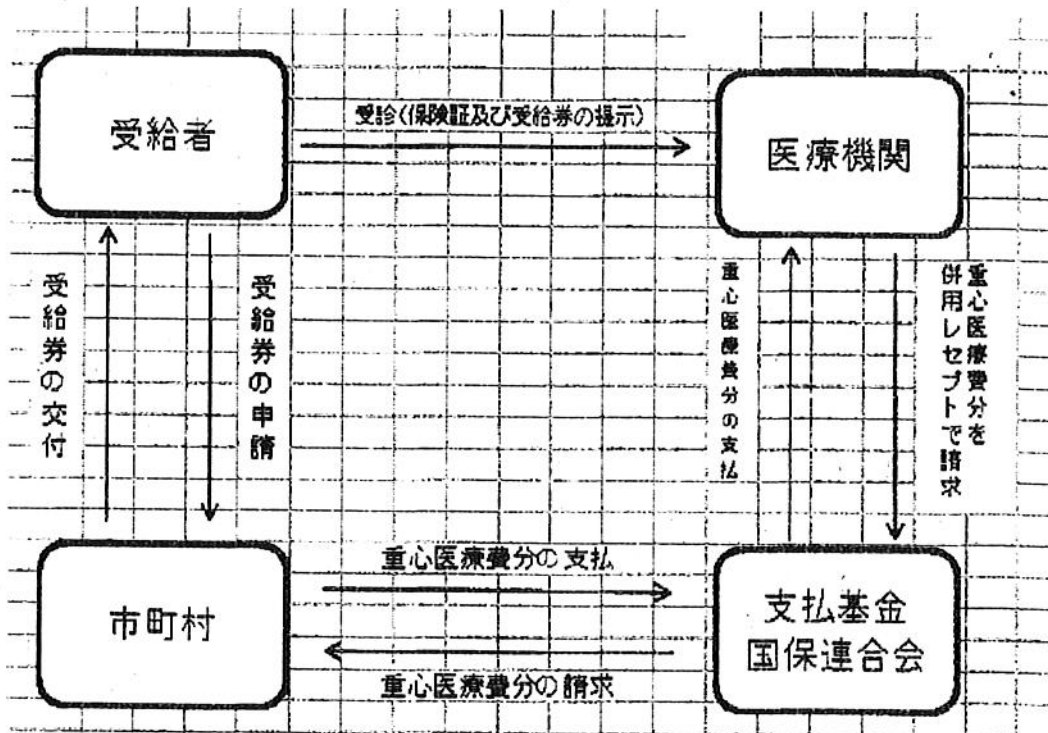 受給者
受診(保険証及び受給券の提示)
医療機関
受給券の交付
受給券の申請
重心医療費分の支払
重心医療費分を
併用レセプトで請求
市町村
重心医療費分の支払
重心医療費分の請求
支払基金
国保連合会